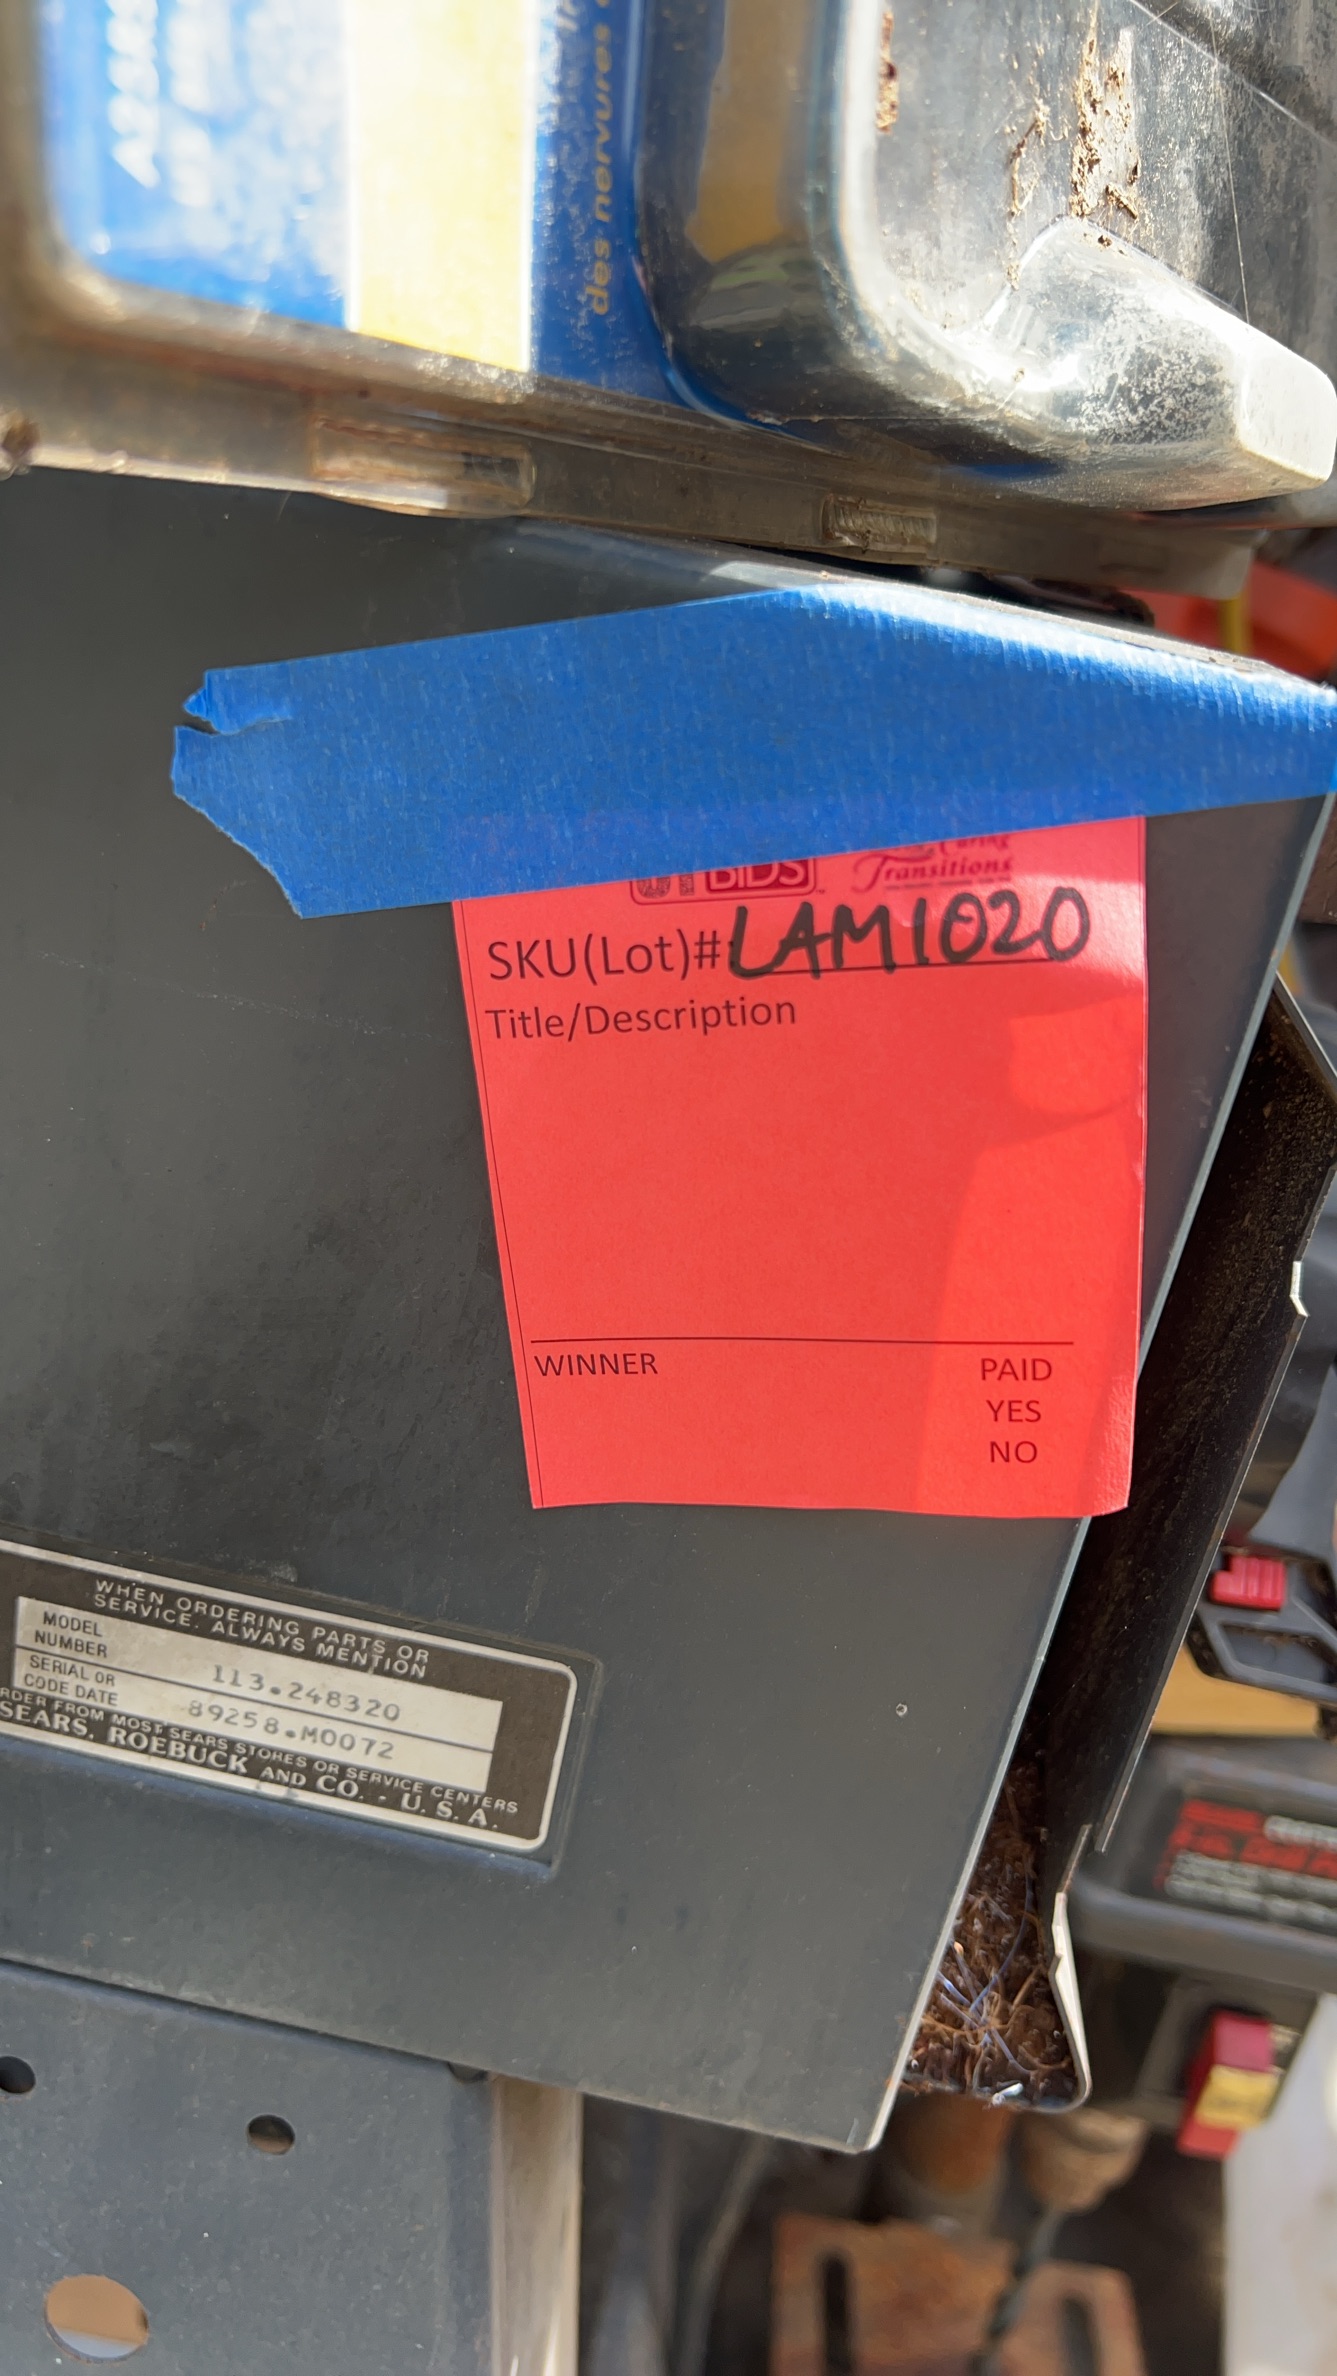 des nervures
BIDS
Transitions
SKU(Lot)#: LAM1020
Title/Description
WINNER
PAID
YES
NO
WHEN ORDERING PARTS OR
SERVICE, ALWAYS MENTION
MODEL
NUMBER
113.248320
SERIAL OR
CODE DATE
89258.M0072
RDER FROM MOST SEARS STORES OR SERVICE CENTERS
SEARS, ROEBUCK AND CO. - U.S.A.